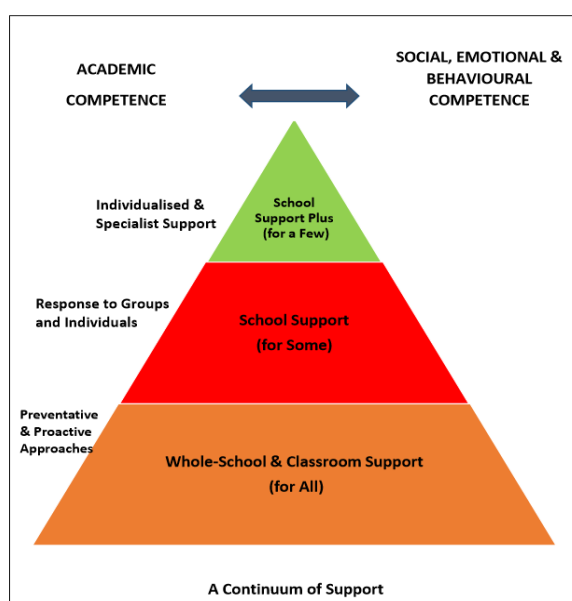 ACADEMIC
COMPETENCE
SOCIAL, EMOTIONAL &
BEHAVIOURAL
COMPETENCE
Individualised &
Specialist Support
School
Support Plus
(for a Few)
Response to Groups
and Individuals
School Support
(for Some)
Preventative
& Proactive
Approaches
Whole-School & Classroom Support
(for All)
A Continuum of Support